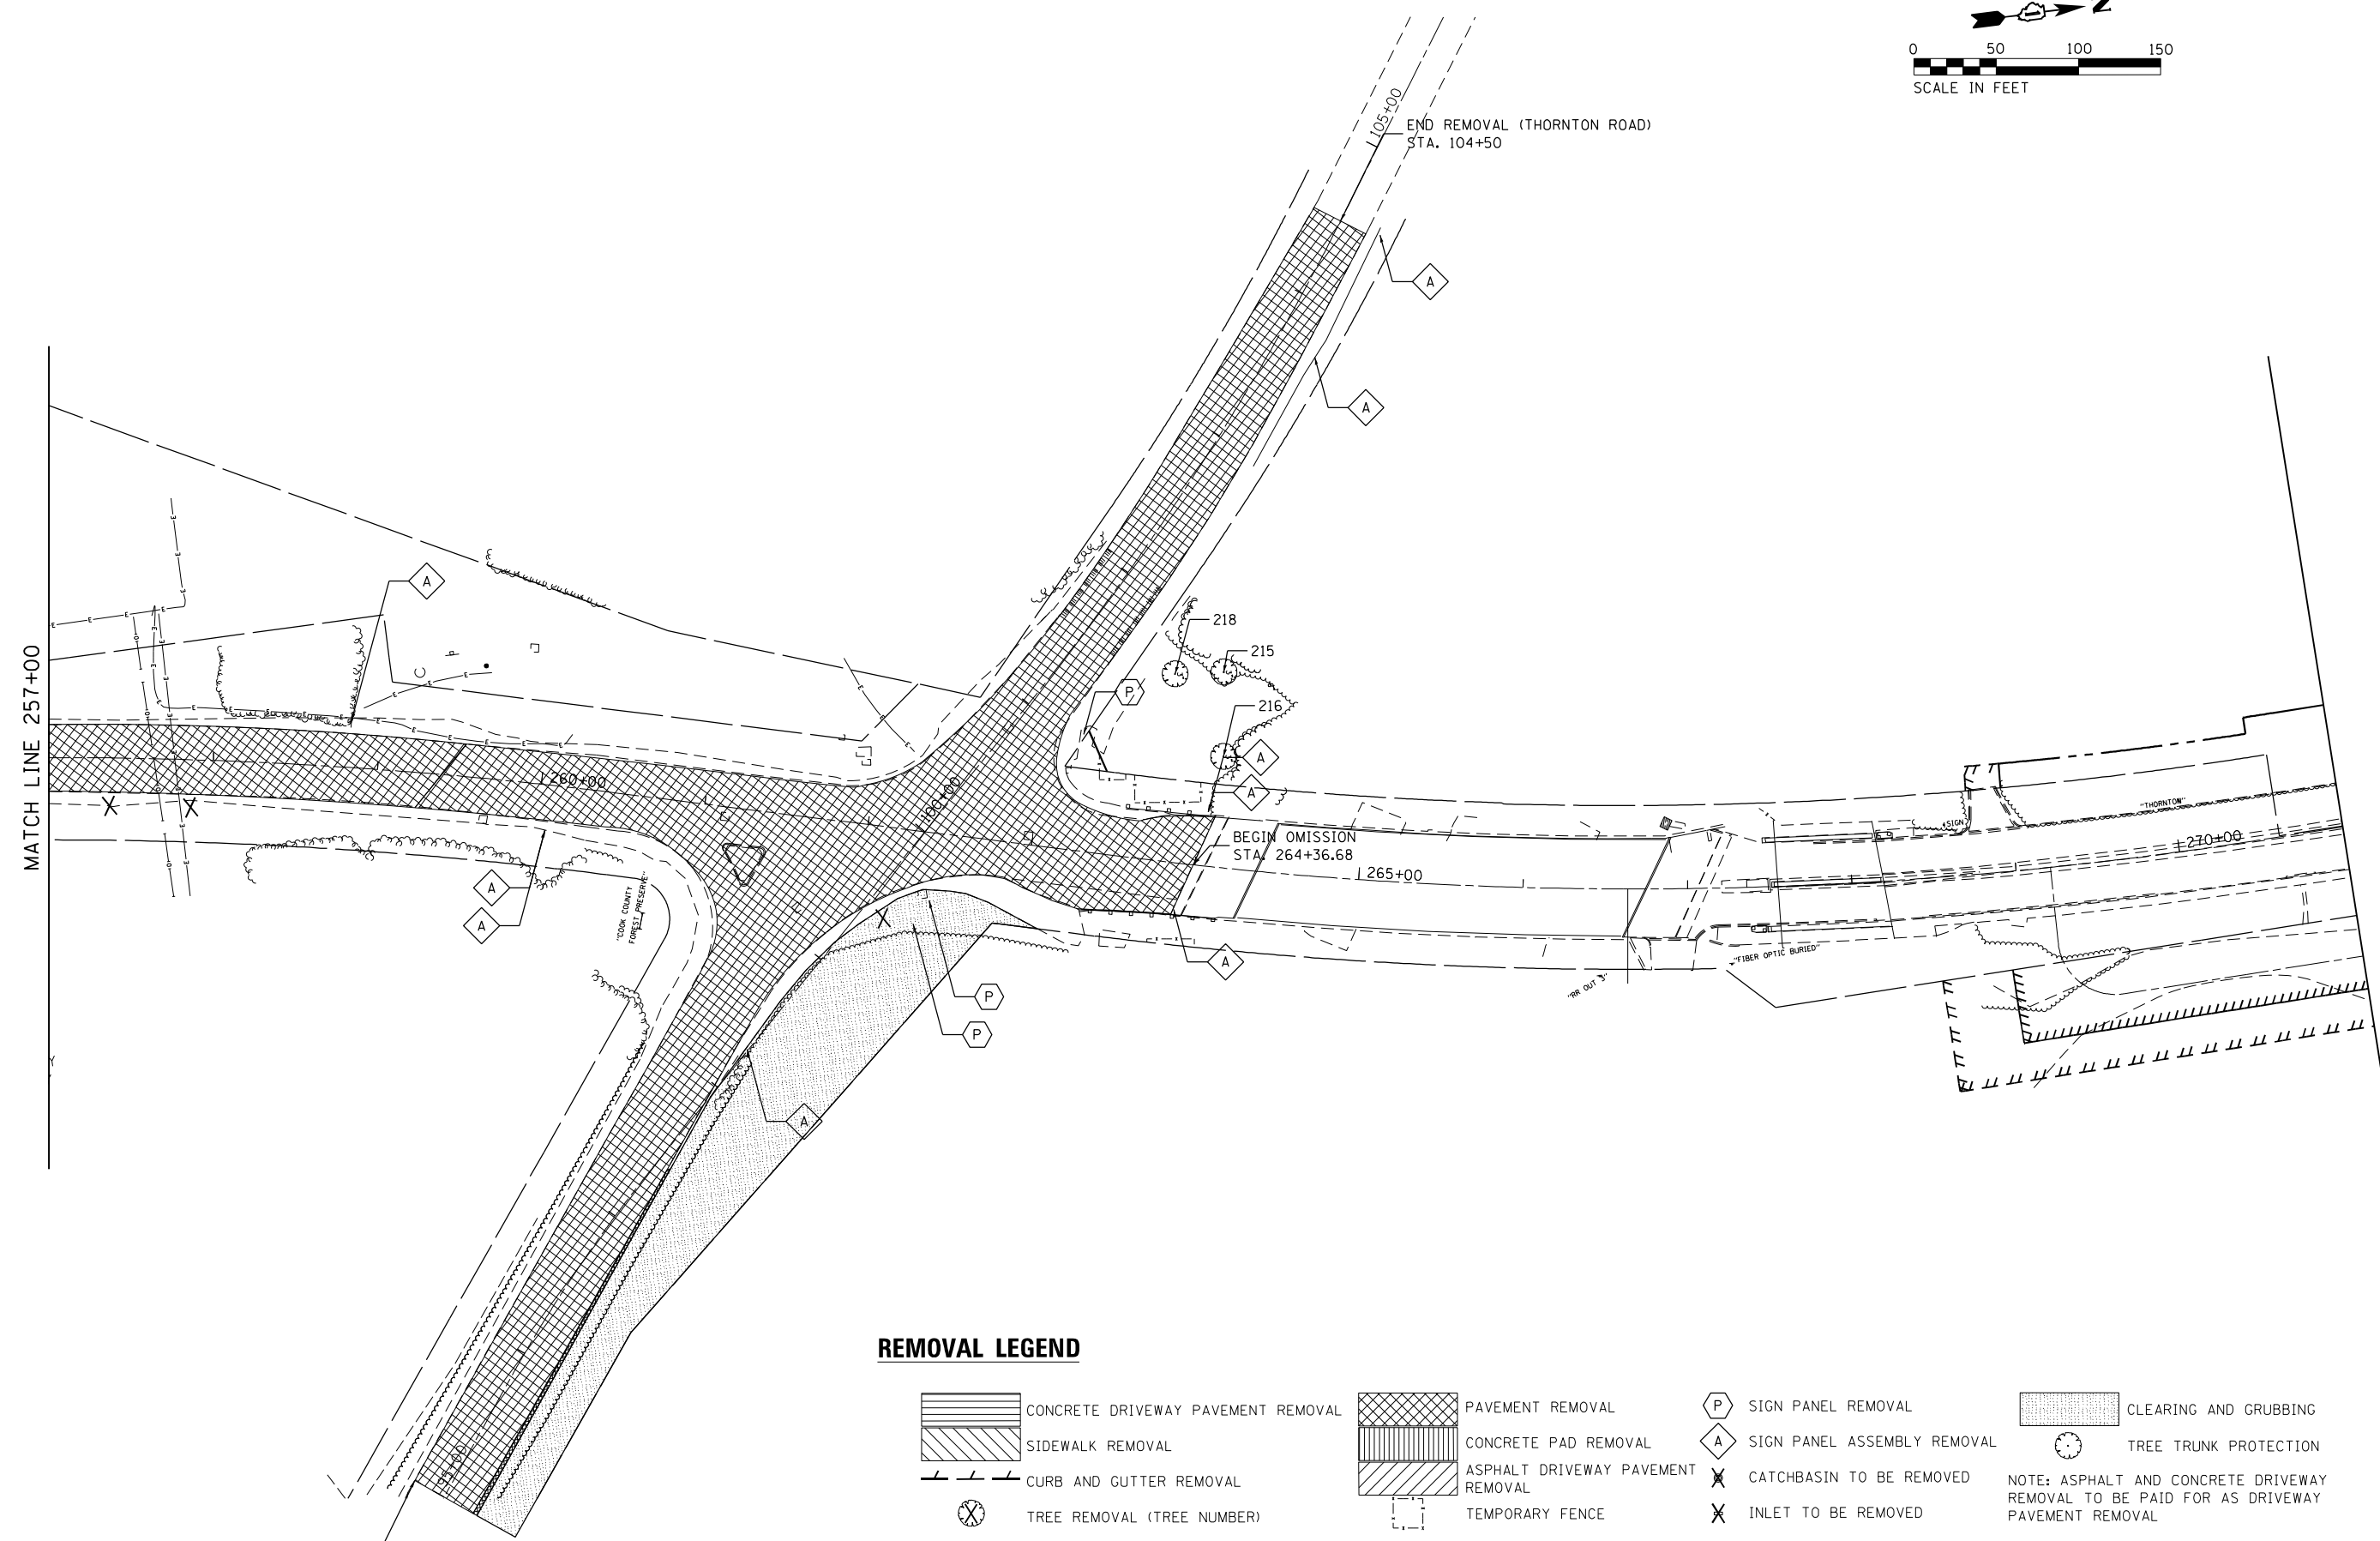 N
0 50 100 150
SCALE IN FEET
105+00
END REMOVAL (THORNTON ROAD)
STA. 104+50
A
A
MATCH LINE 257+00
A
218
215
P
216
A
A
260+00
100+00
BEGIN OMISSION
STA. 264+36.68
265+00
"THORNTON"
SIGN
270+00
A
A
"COOK COUNTY
FOREST PRESERVE"
A
"FIBER OPTIC BURIED"
P
P
A
95+00
REMOVAL LEGEND
CONCRETE DRIVEWAY PAVEMENT REMOVAL
SIDEWALK REMOVAL
CURB AND GUTTER REMOVAL
TREE REMOVAL (TREE NUMBER)
PAVEMENT REMOVAL
CONCRETE PAD REMOVAL
ASPHALT DRIVEWAY PAVEMENT
REMOVAL
TEMPORARY FENCE
P SIGN PANEL REMOVAL
A SIGN PANEL ASSEMBLY REMOVAL
CATCHBASIN TO BE REMOVED
INLET TO BE REMOVED
CLEARING AND GRUBBING
TREE TRUNK PROTECTION
NOTE: ASPHALT AND CONCRETE DRIVEWAY
REMOVAL TO BE PAID FOR AS DRIVEWAY
PAVEMENT REMOVAL